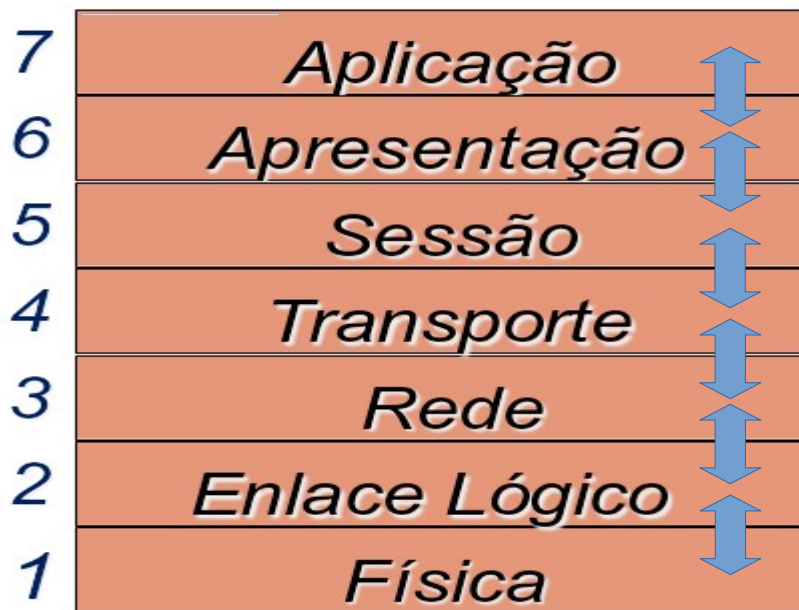 7 Aplicação
6 Apresentação
5 Sessão
4 Transporte
3 Rede
2 Enlace Lógico
1 Física